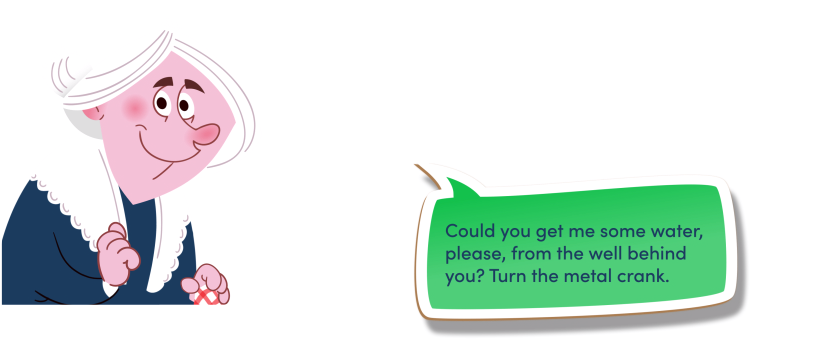 Could you get me some water,
please, from the well behind
you? Turn the metal crank.